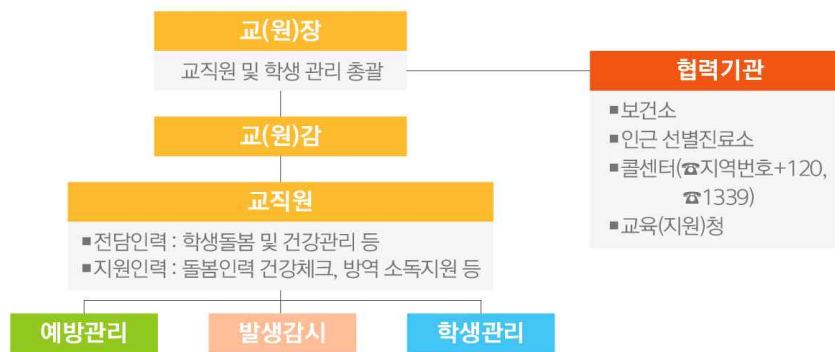 교(원)장
교직원 및 학생 관리 총괄
교(원)감
교직원
■전담인력 : 학생돌봄 및 건강관리 등
■지원인력 : 돌봄인력 건강체크, 방역 소독지원 등
예방관리
발생감시
학생관리
협력기관
■보건소
■인근 선별진료소
■콜센터(☎지역번호+120,
☎1339)
■교육(지원)청